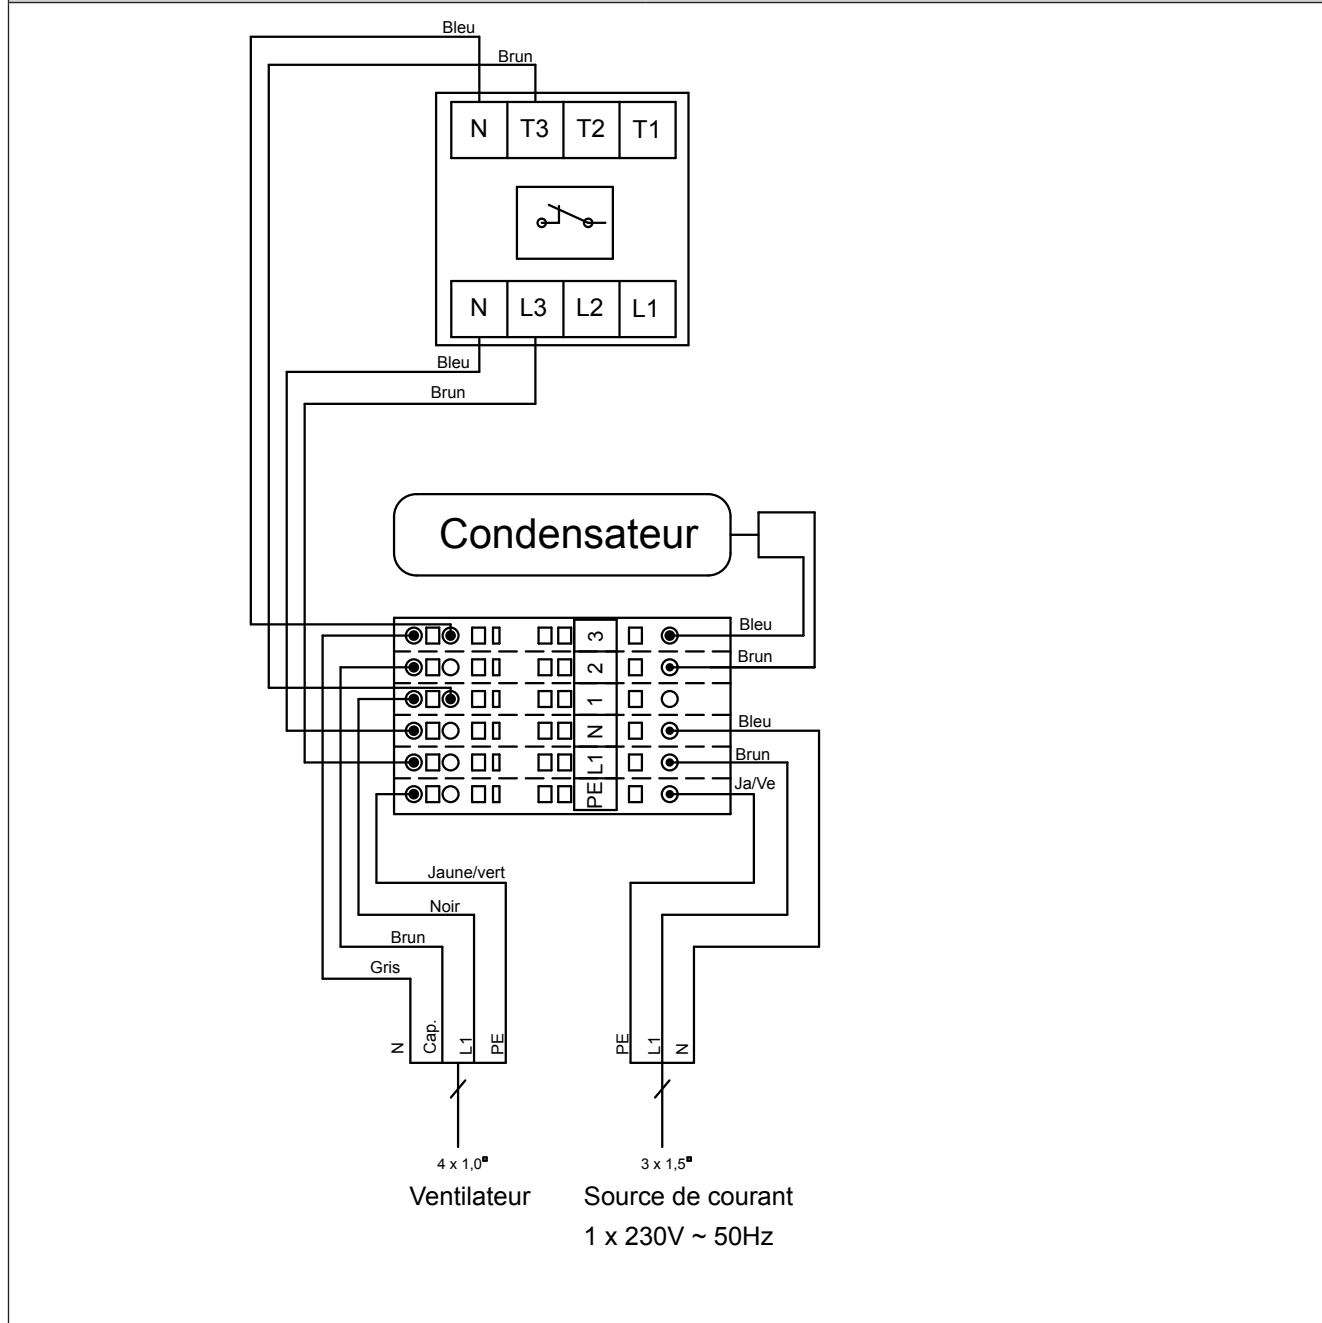 Bleu
Brun
N T3 T2 T1
N L3 L2 L1
Bleu
Brun
Condensateur
3 Bleu
2 Brun
1
N Bleu
L1 Brun
PE Ja/Ve
Jaune/vert
Noir
Brun
Gris
N Cap. L1 PE PE L1 N
4 x 1,0 3 x 1,5
Ventilateur Source de courant
1 x 230V ~ 50Hz